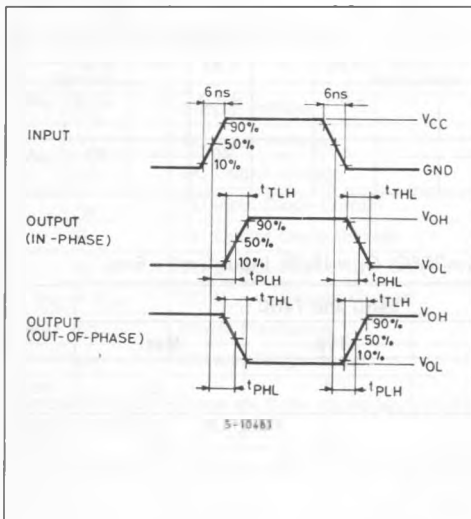 6ns 6ns
VCC
90%
INPUT 50%
10% GND
tTLH tTHL
OUTPUT 90% VOH
(IN-PHASE) 50%
10% VOL
tPLH tPHL
tTHL tTLH
OUTPUT VOH
(OUT-OF-PHASE) 90%
50%
10%
VOL
tPHL tPLH
S-10483